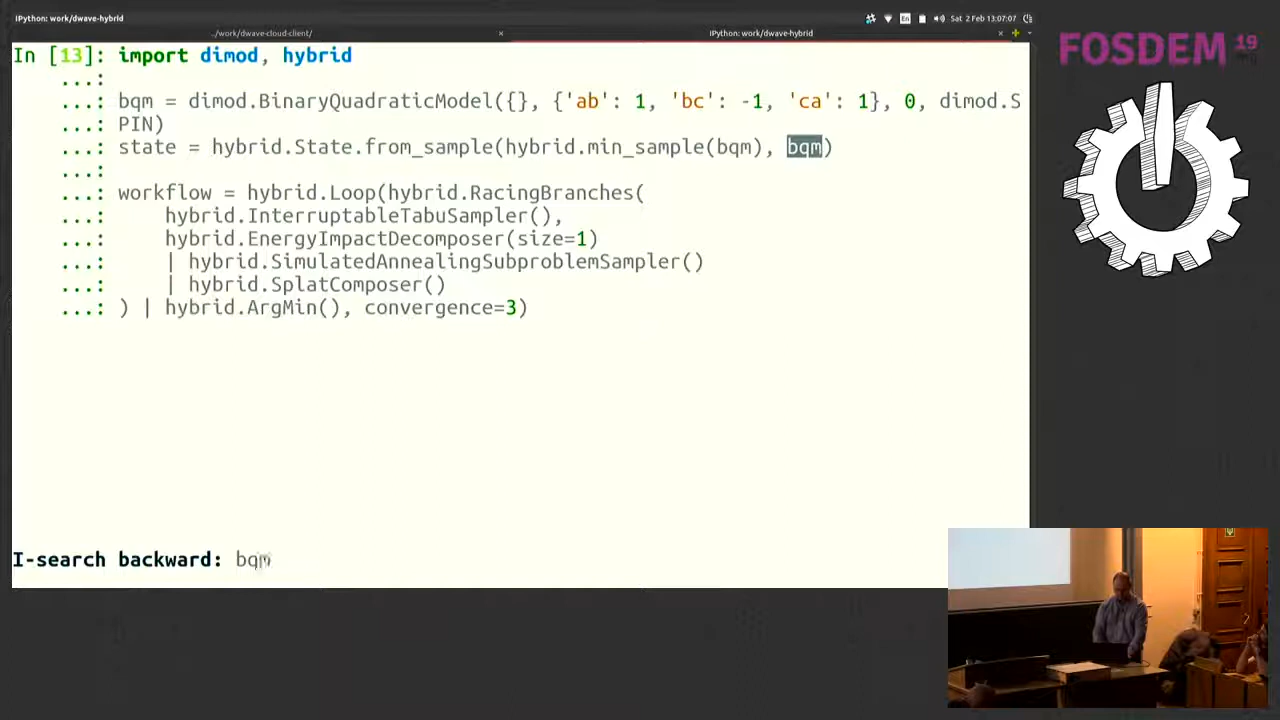 IPython: work/dwave-hybrid
En Sat 2 Feb 13:07:07
../work/dwave-cloud-client/ × IPython: work/dwave-hybrid ×
In [13]: import dimod, hybrid
...:
...: bqm = dimod.BinaryQuadraticModel({}, {'ab': 1, 'bc': -1, 'ca': 1}, 0, dimod.S
...: PIN)
...: state = hybrid.State.from_sample(hybrid.min_sample(bqm), bqm)
...:
...: workflow = hybrid.Loop(hybrid.RacingBranches(
...: hybrid.InterruptableTabuSampler(),
...: hybrid.EnergyImpactDecomposer(size=1)
...: | hybrid.SimulatedAnnealingSubproblemSampler()
...: | hybrid.SplatComposer()
...: ) | hybrid.ArgMin(), convergence=3)
I-search backward: bqm
FOSDEM 19